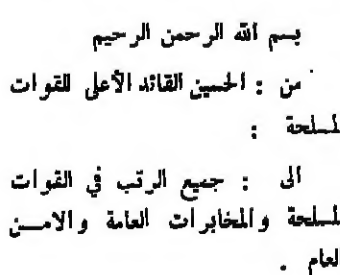 بسم الله الرحمن الرحيم
من : الحسين القائد الأعلى للقوات
لمسلحة :
الى : جميع الرتب في القوات
لمسلحة والمخابرات العامة والامن
لعام .